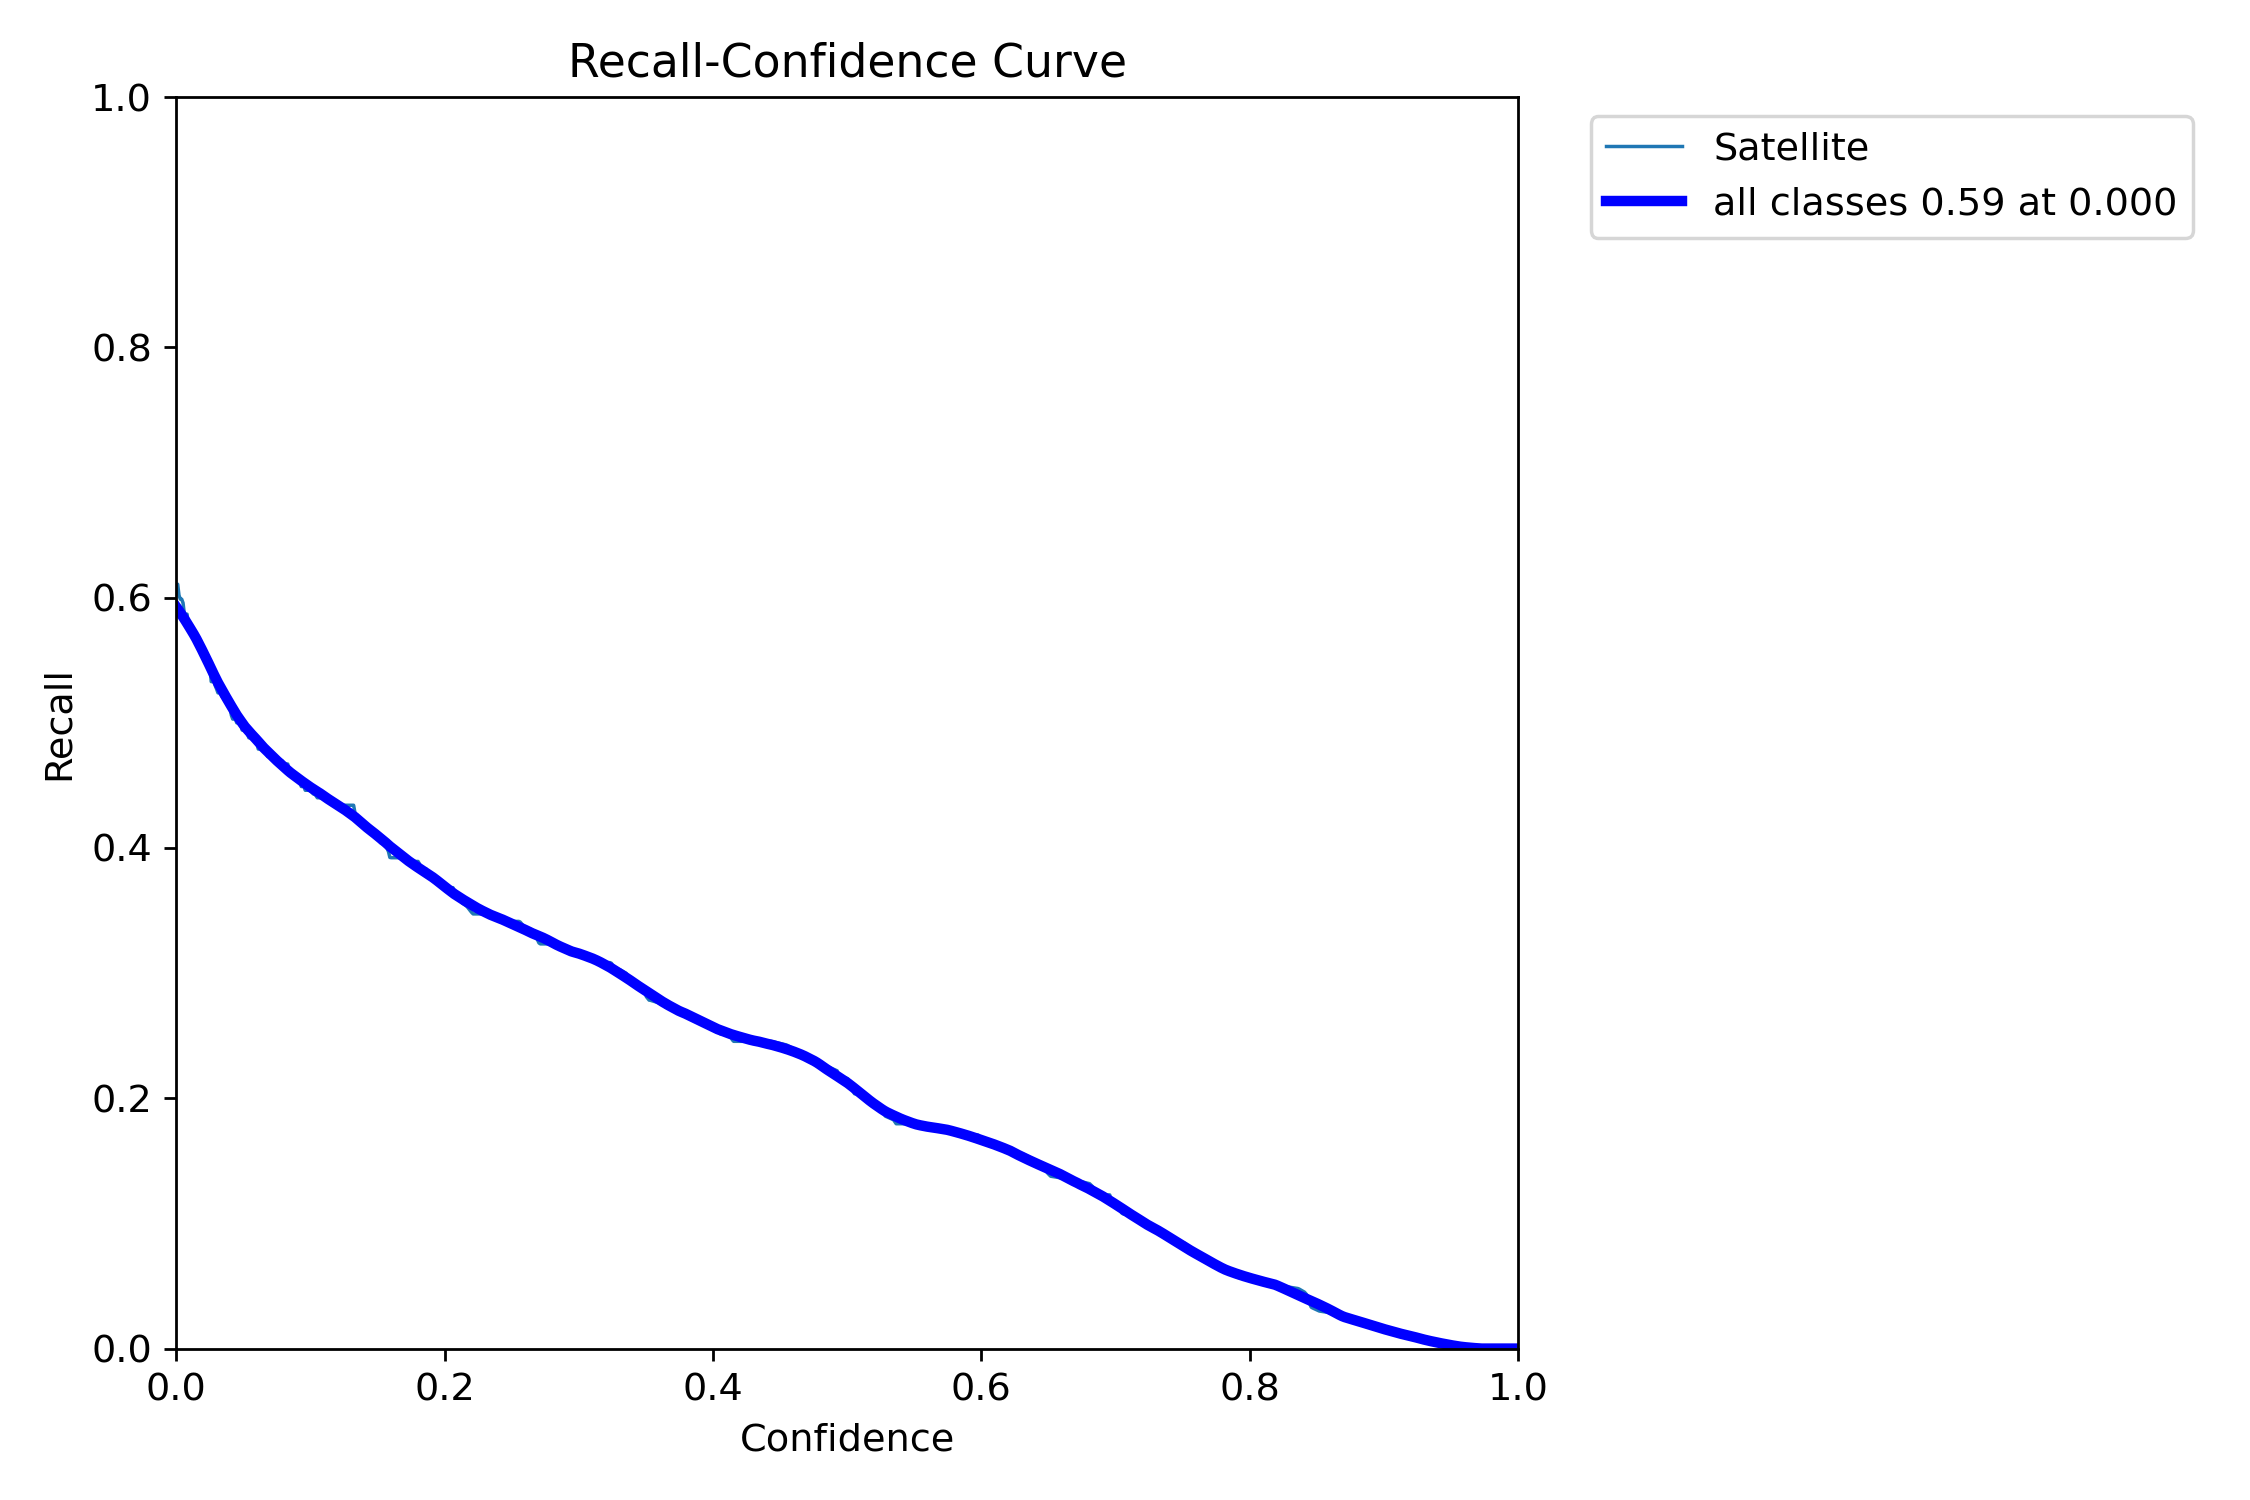 Recall-Confidence Curve
1.0
0.8
0.6
0.4
0.2
0.0
Recall
0.0 0.2 0.4 0.6 0.8 1.0
Confidence
Satellite
all classes 0.59 at 0.000